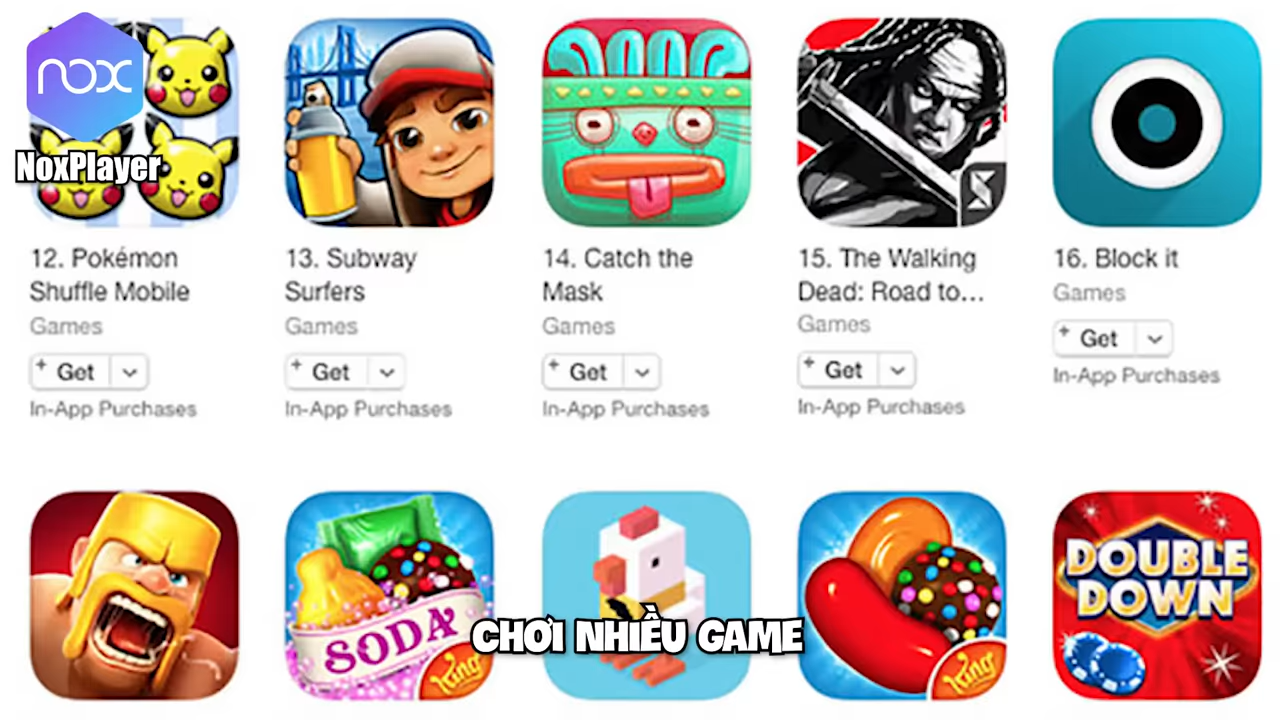 nox
NoxPlayer
12. Pokémon
Shuffle Mobile
Games
+ Get
In-App Purchases
13. Subway
Surfers
Games
+ Get
In-App Purchases
14. Catch the
Mask
Games
+ Get
In-App Purchases
15. The Walking
Dead: Road to...
Games
+ Get
In-App Purchases
16. Block it
Games
+ Get
In-App Purchases
SODA
King
CHƠI NHIỀU GAME
King
DOUBLE
DOWN